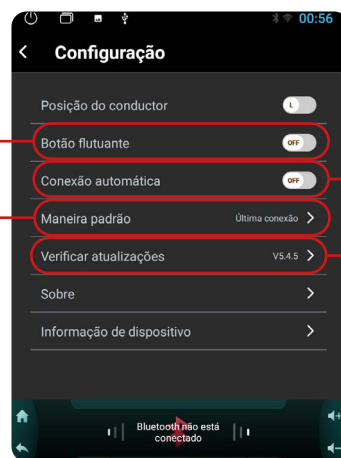 00:56
Configuração
Posição do conductor L
Botão flutuante OFF
Conexão automática OFF
Maneira padrão Última conexão
Verificar atualizações V5.4.5
Sobre
Informação de dispositivo
Bluetooth não está
conectado